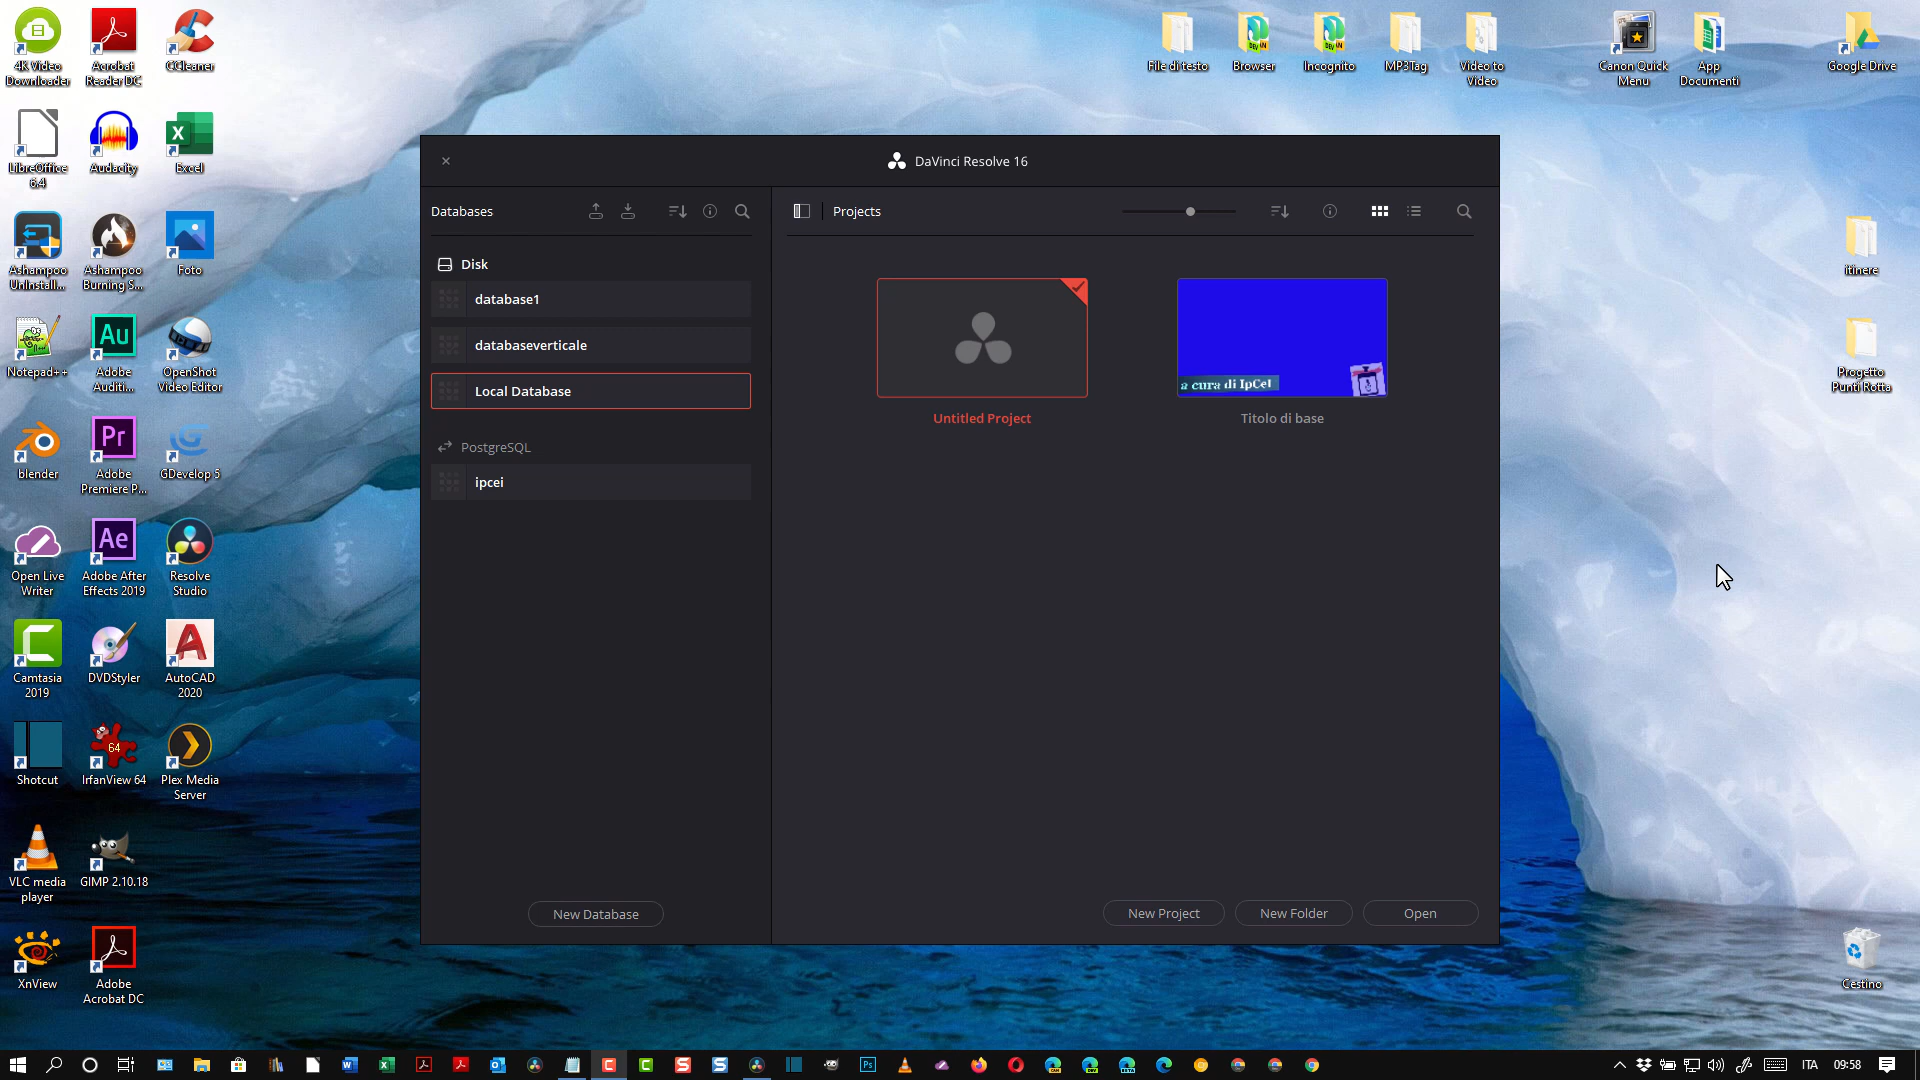 4K Video
Downloader
Acrobat
Reader DC
CCleaner
File di testo
Browser
Incognito
MP3Tag
Video to
Video
Canon Quick
Menu
App
Documenti
Google Drive
LibreOffice
6.4
Audacity
Excel
DaVinci Resolve 16
Databases
Projects
Ashampoo
UnInstall...
Ashampoo
Burning S...
Foto
itinere
Disk
database1
databaseverticale
Local Database
PostgreSQL
ipcei
a cura di IpCeI
Untitled Project
Titolo di base
Notepad++
Au
Adobe
Auditi...
OpenShot
Video Editor
Progetto
Punti Rotta
blender
Pr
Adobe
Premiere P...
GDevelop 5
Open Live
Writer
Ae
Adobe After
Effects 2019
Resolve
Studio
Camtasia
2019
DVDStyler
AutoCAD
2020
Shotcut
64
IrfanView 64
Plex Media
Server
VLC media
player
GIMP 2.10.18
New Database
New Project
New Folder
Open
XnView
Adobe
Acrobat DC
Cestino
ITA
09:58